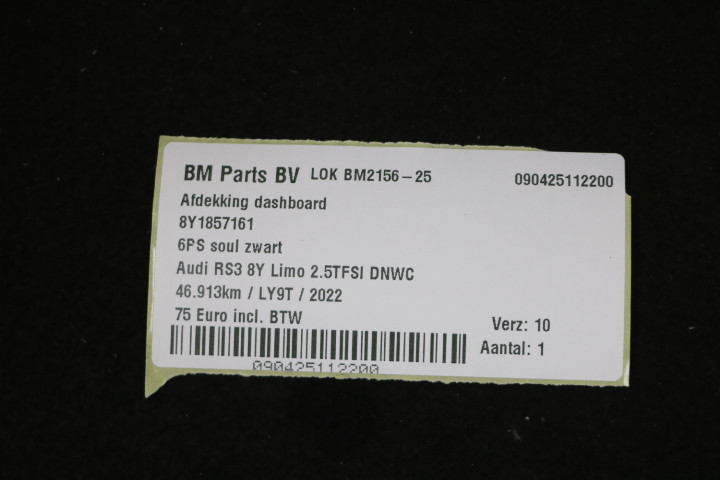 BM Parts BV LOK BM2156-25 090425112200
Afdekking dashboard
8Y1857161
6PS soul zwart
Audi RS3 8Y Limo 2.5TFSI DNWC
46.913km / LY9T / 2022
75 Euro incl. BTW
Verz: 10
Aantal: 1
090425112200